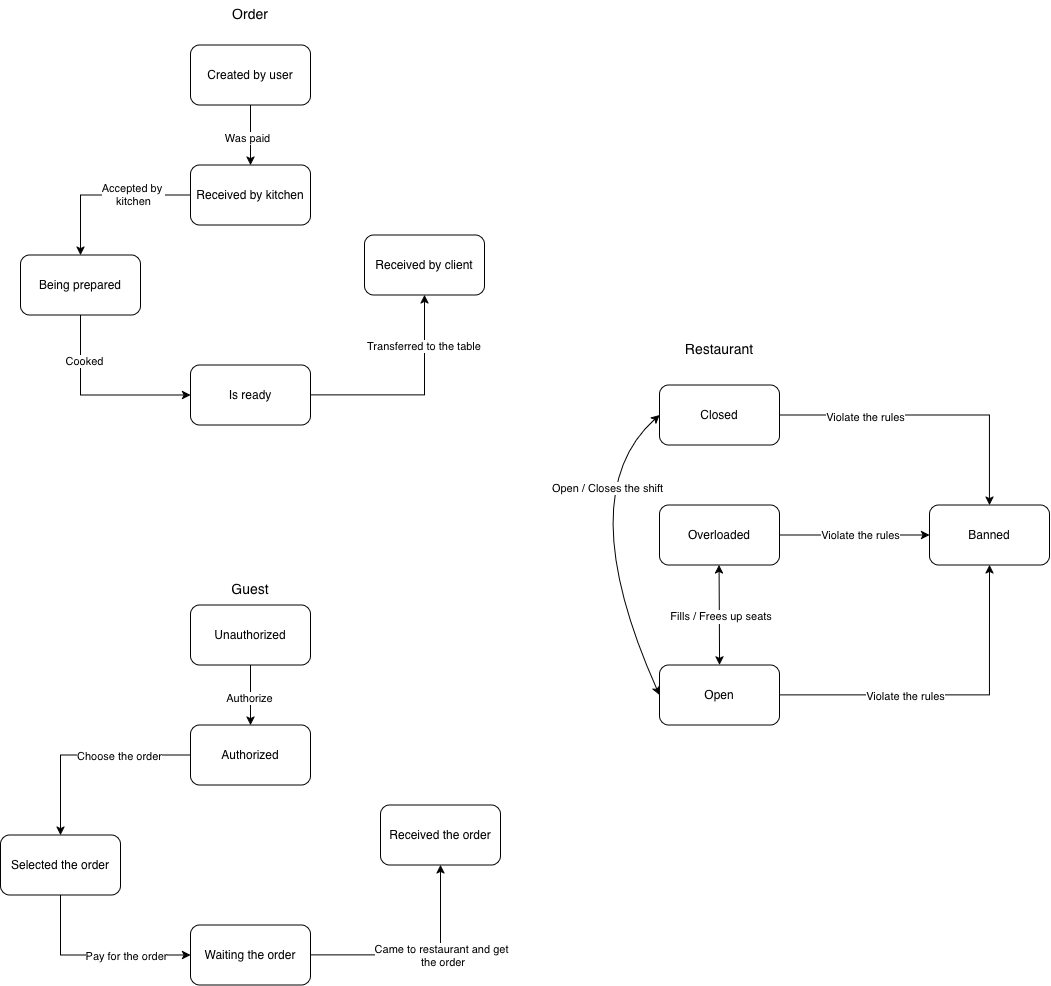 Order
Created by user
Was paid
Received by kitchen
Accepted by
kitchen
Being prepared
Cooked
Is ready
Transferred to the table
Received by client
Restaurant
Closed
Violate the rules
Open / Closes the shift
Overloaded
Violate the rules
Banned
Fills / Frees up seats
Open
Violate the rules
Guest
Unauthorized
Authorize
Authorized
Choose the order
Selected the order
Pay for the order
Waiting the order
Came to restaurant and get
the order
Received the order